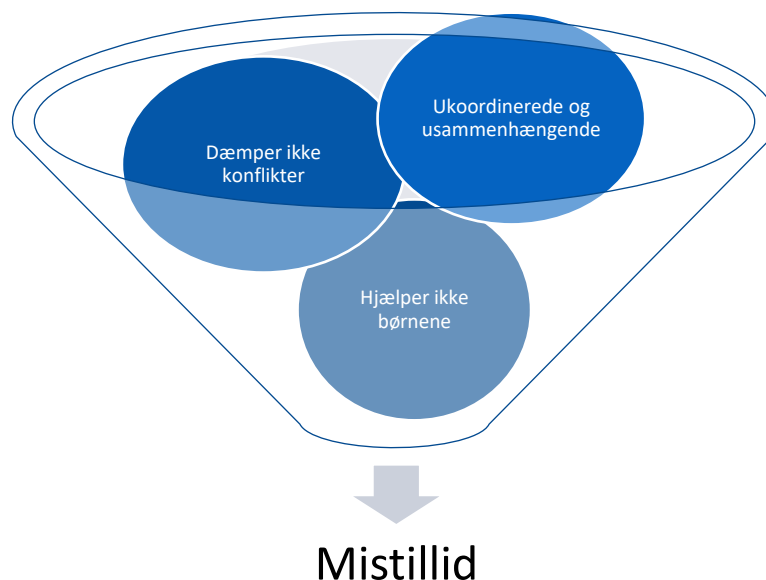 Ukoordinerede og
usammenhængende
Dæmper ikke
konflikter
Hjælper ikke
børnene
Mistillid